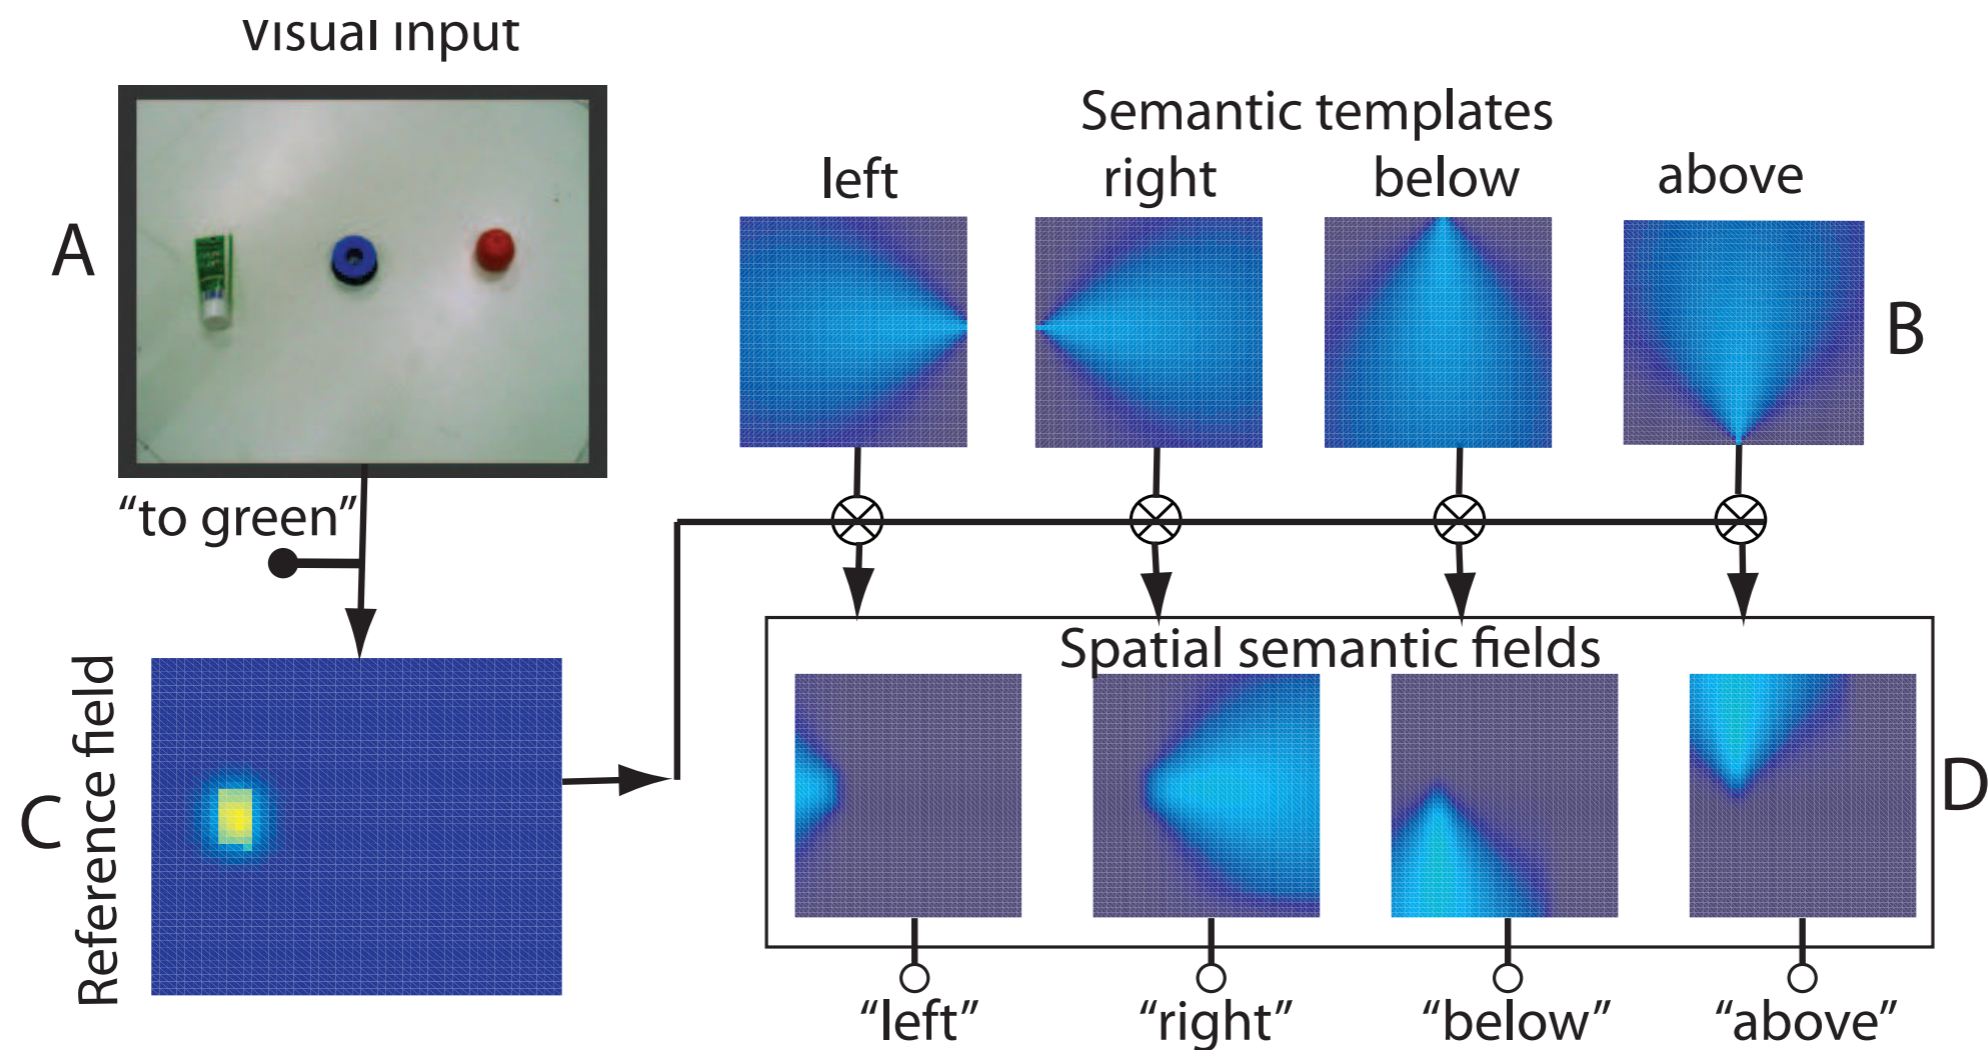 Visual input
A
Semantic templates
left right below above
B
“to green”
Reference field
C
Spatial semantic fields
D
“left” “right” “below” “above”